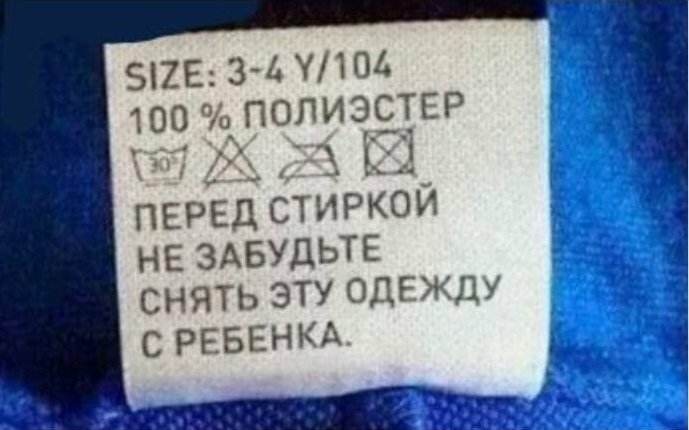 SIZE: 3-4 Y/104
100 % ПОЛИЭСТЕР
30°
ПЕРЕД СТИРКОЙ
НЕ ЗАБУДЬТЕ
СНЯТЬ ЭТУ ОДЕЖДУ
С РЕБЕНКА.